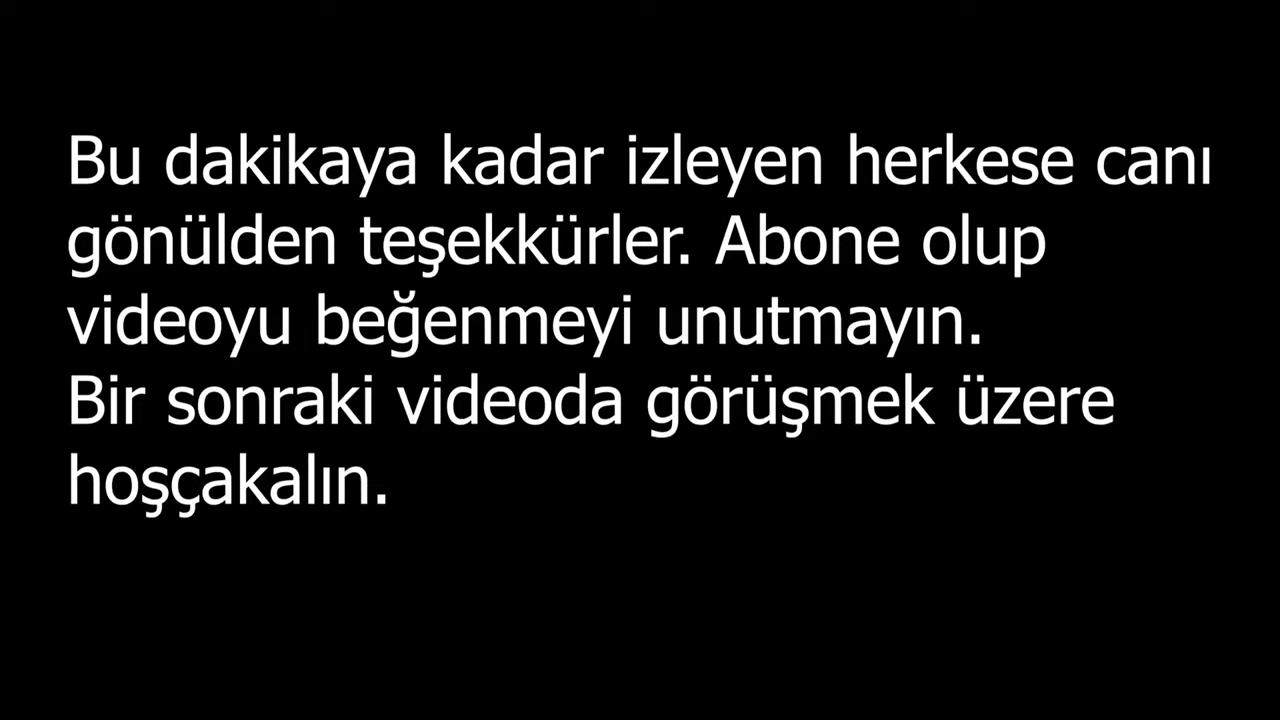 Bu dakikaya kadar izleyen herkese canı
gönülden teşekkürler. Abone olup
videoyu beğenmeyi unutmayın.
Bir sonraki videoda görüşmek üzere
hoşçakalın.